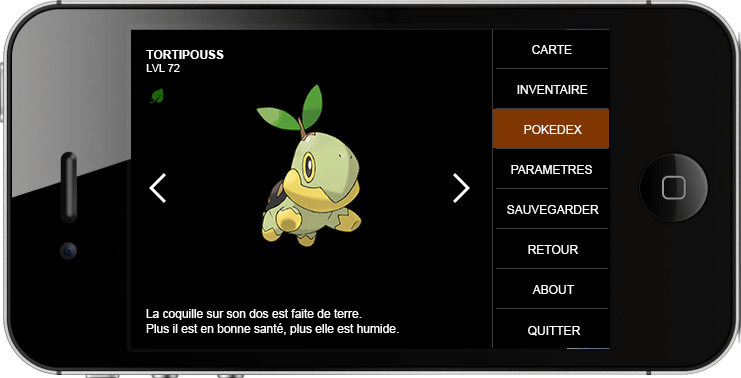 TORTIPOUSS
LVL 72
La coquille sur son dos est faite de terre.
Plus il est en bonne santé, plus elle est humide.
CARTE
INVENTAIRE
POKEDEX
PARAMETRES
SAUVEGARDER
RETOUR
ABOUT
QUITTER